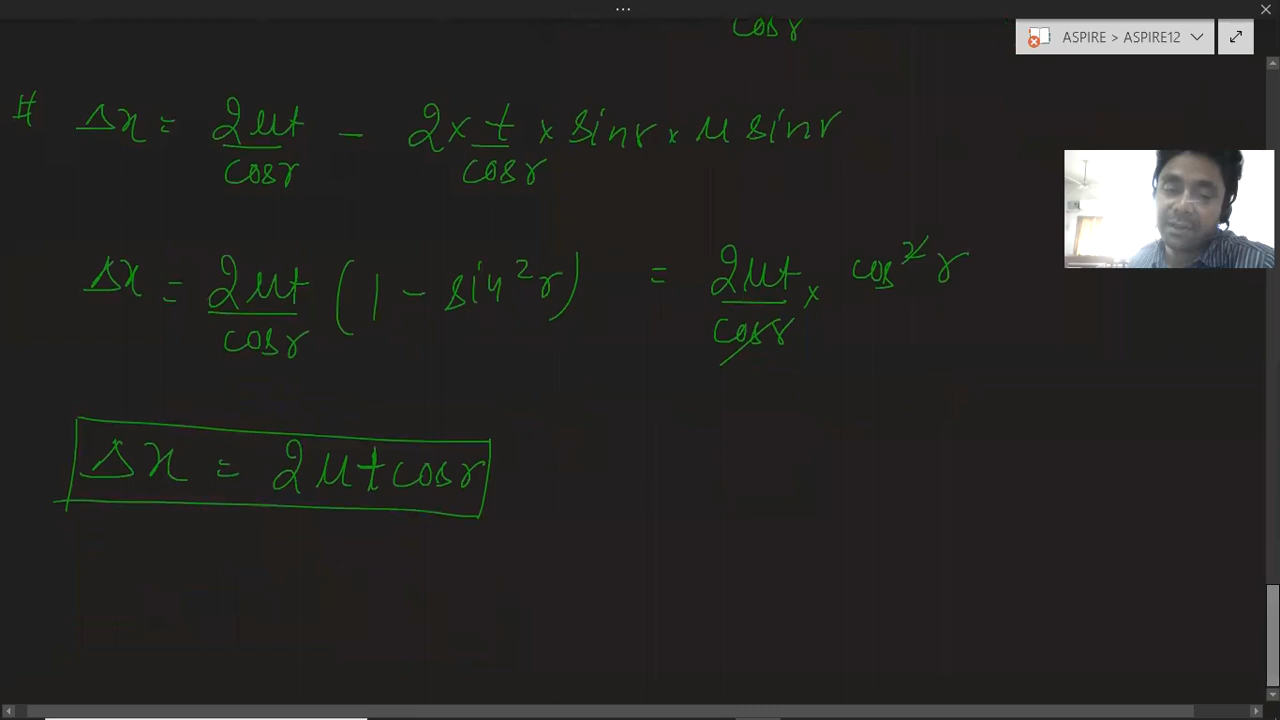 ...
ASPIRE > ASPIRE12
cos r
# Δx = 2μt/cos r - 2 × t/cos r × sin r × μ sin r
Δx = 2μt/cos r (1 - sin²r) = 2μt/cos r × cos²r
Δx = 2μt cos r